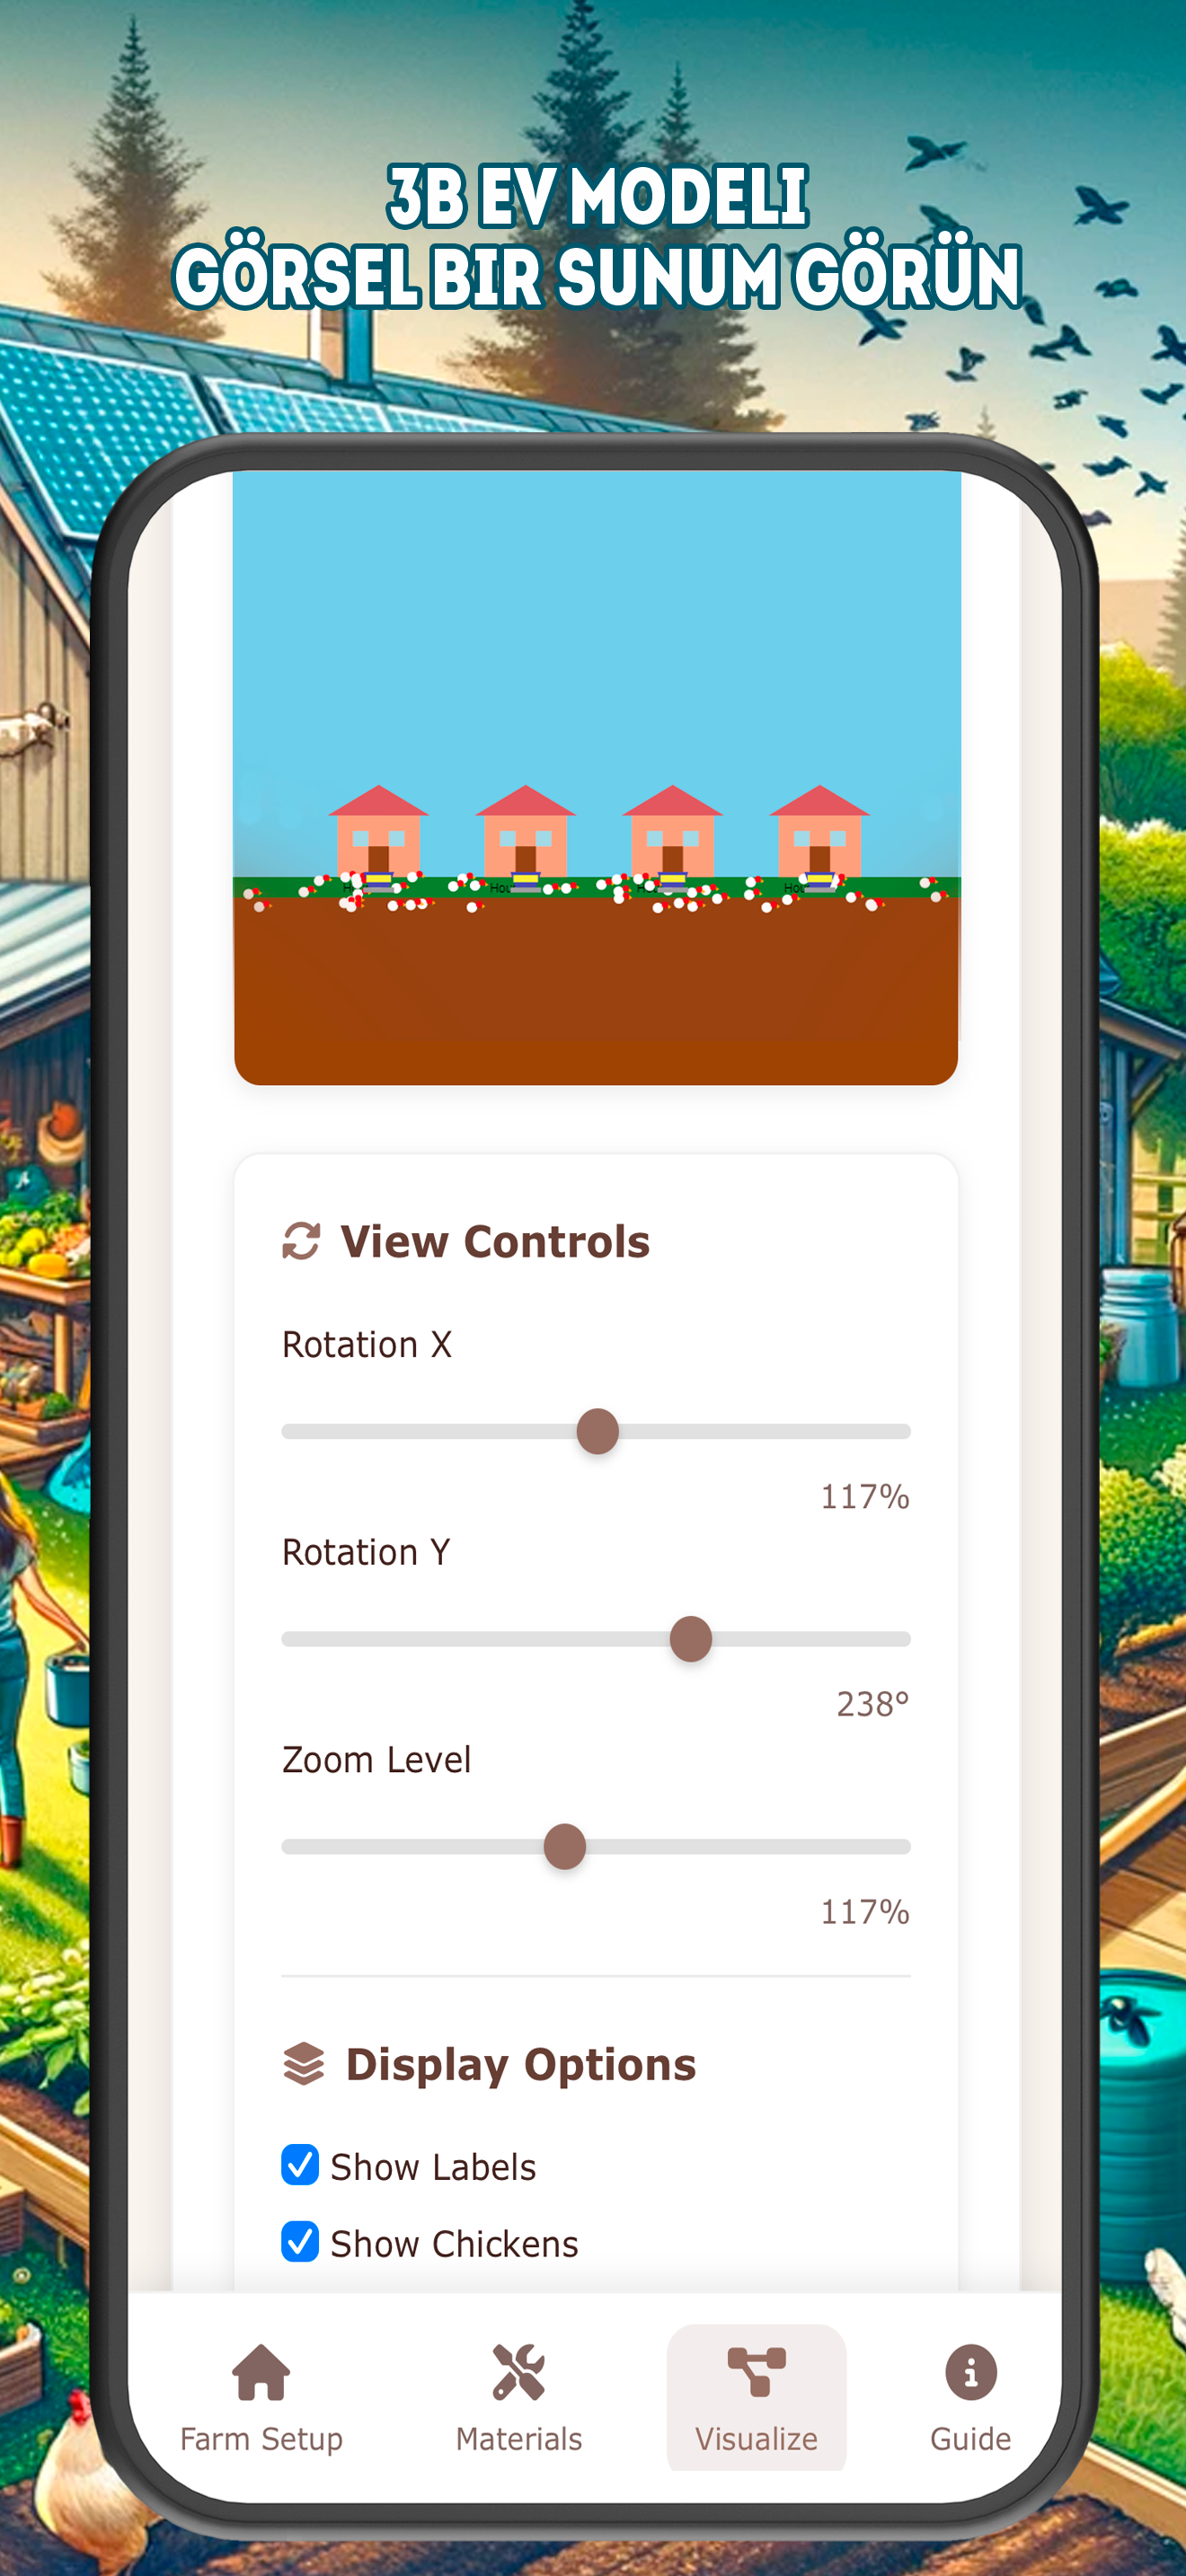 3B EV MODELI
GÖRSEL BIR SUNUM GÖRÜN
View Controls
Rotation X
117%
Rotation Y
238°
Zoom Level
117%
Display Options
Show Labels
Show Chickens
Farm Setup
Materials
Visualize
Guide